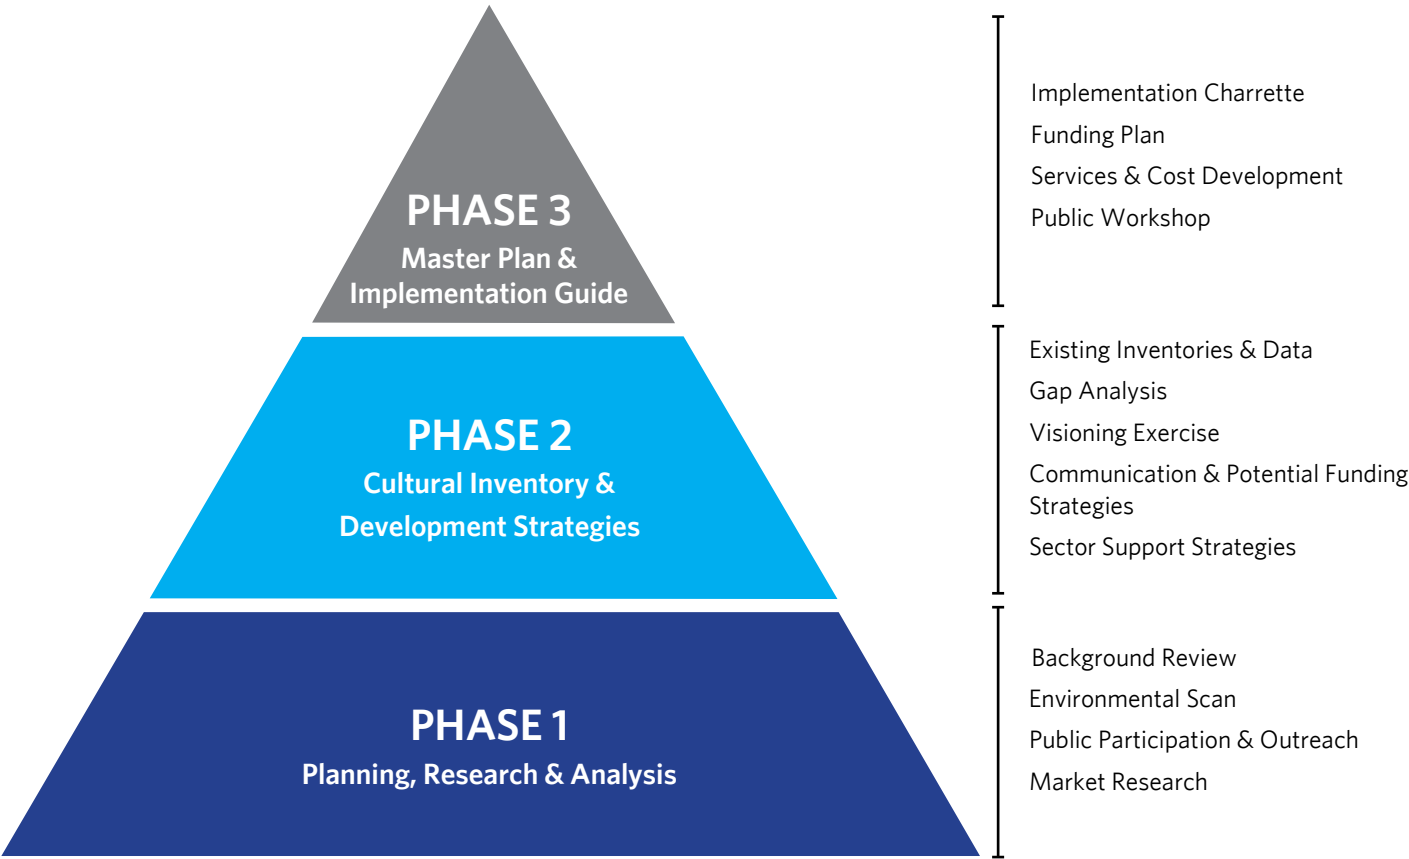 PHASE 3
Master Plan &
Implementation Guide
Implementation Charrette
Funding Plan
Services & Cost Development
Public Workshop
PHASE 2
Cultural Inventory &
Development Strategies
Existing Inventories & Data
Gap Analysis
Visioning Exercise
Communication & Potential Funding
Strategies
Sector Support Strategies
PHASE 1
Planning, Research & Analysis
Background Review
Environmental Scan
Public Participation & Outreach
Market Research